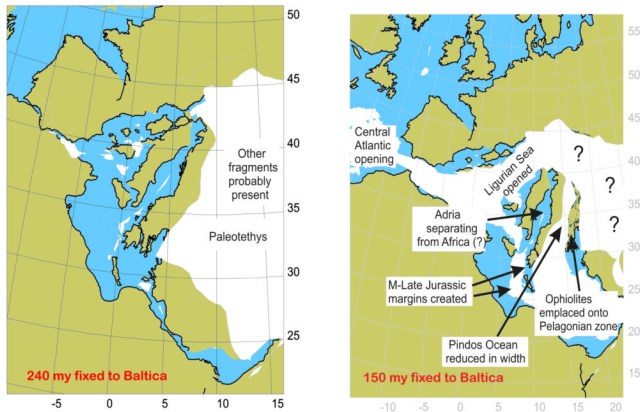 50
45
40
35
30
25
Other
fragments
probably
present
Paleotethys
240 my fixed to Baltica
-5
0
5
10
15
55
50
45
40
35
30
25
20
15
Central
Atlantic
opening
Ligurian Sea
opened
?
?
?
Adria
separating
from Africa (?)
M-Late Jurassic
margins created
Ophiolites
emplaced onto
Pelagonian zone
Pindos Ocean
reduced in width
150 my fixed to Baltica
-10
-5
0
5
10
15
20